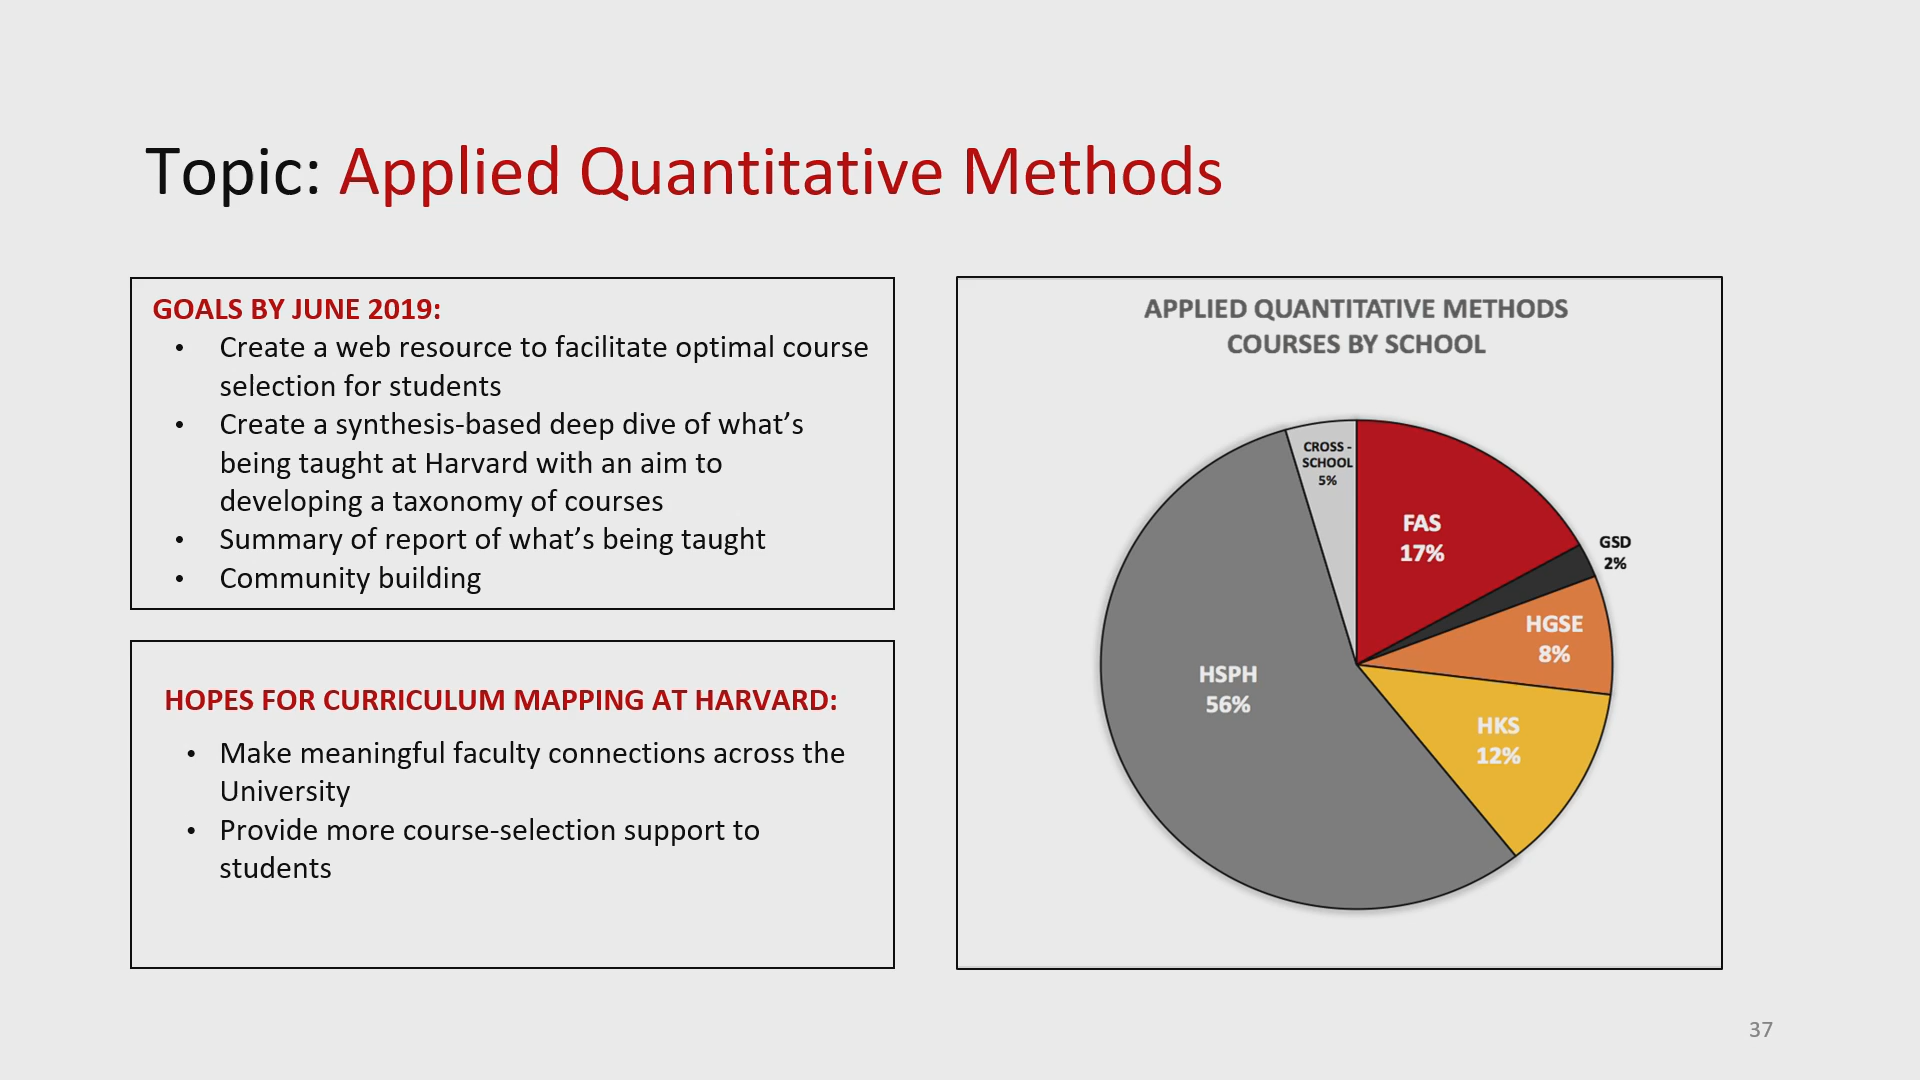 Topic: Applied Quantitative Methods
GOALS BY JUNE 2019:
• Create a web resource to facilitate optimal course
selection for students
• Create a synthesis-based deep dive of what’s
being taught at Harvard with an aim to
developing a taxonomy of courses
• Summary of report of what’s being taught
• Community building
HOPES FOR CURRICULUM MAPPING AT HARVARD:
• Make meaningful faculty connections across the
University
• Provide more course-selection support to
students
APPLIED QUANTITATIVE METHODS
COURSES BY SCHOOL
CROSS -
SCHOOL
5%
FAS
17%
GSD
2%
HGSE
8%
HKS
12%
HSPH
56%
37